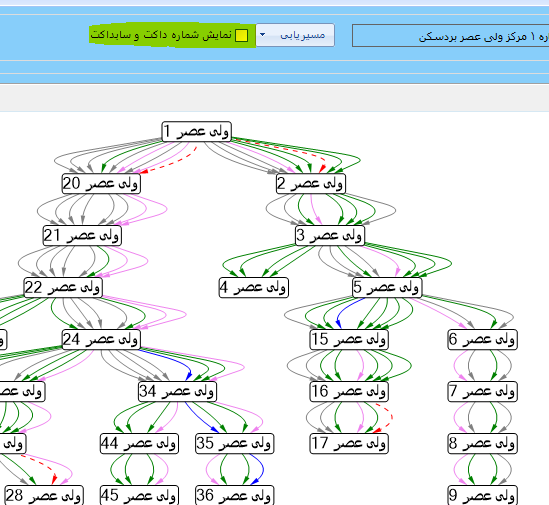 ره ۱ مرکز ولی عصر بردسکن مسیریابی نمایش شماره داکت و سابداکت
ولی عصر 1
ولی عصر 2 ولی عصر 20
ولی عصر 3 ولی عصر 21
ولی عصر 5 ولی عصر 4 ولی عصر 22
ولی عصر 6 ولی عصر 15 ولی عصر 24
ولی عصر 7 ولی عصر 16 ولی عصر 34 ولی عصر
ولی عصر 8 ولی عصر 17 ولی عصر 35 ولی عصر 44 ولی
ولی عصر 9 ولی عصر 36 ولی عصر 45 ولی عصر 28